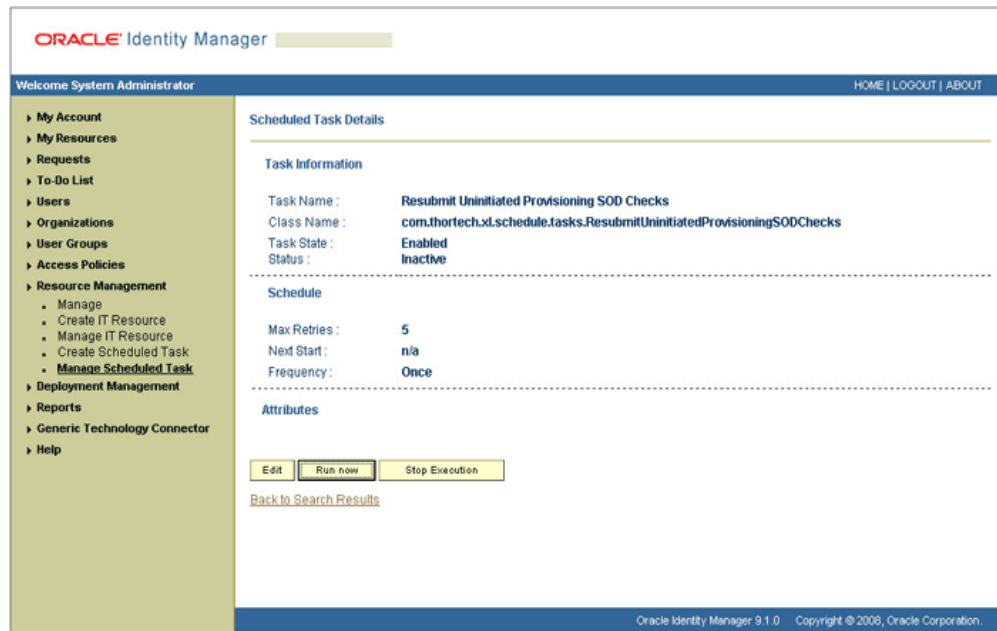 ORACLE Identity Manager
Welcome System Administrator
HOME | LOGOUT | ABOUT
My Account
My Resources
Requests
To-Do List
Users
Organizations
User Groups
Access Policies
Resource Management
Manage
Create IT Resource
Manage IT Resource
Create Scheduled Task
Manage Scheduled Task
Deployment Management
Reports
Generic Technology Connector
Help
Scheduled Task Details
Task Information
Task Name : Resubmit Uninitiated Provisioning SOD Checks
Class Name : com.thortech.xl.schedule.tasks.ResubmitUninitiatedProvisioningSODChecks
Task State : Enabled
Status : Inactive
Schedule
Max Retries : 5
Next Start : n/a
Frequency : Once
Attributes
Edit Run now Stop Execution
Back to Search Results
Oracle Identity Manager 9.1.0 Copyright © 2008, Oracle Corporation.